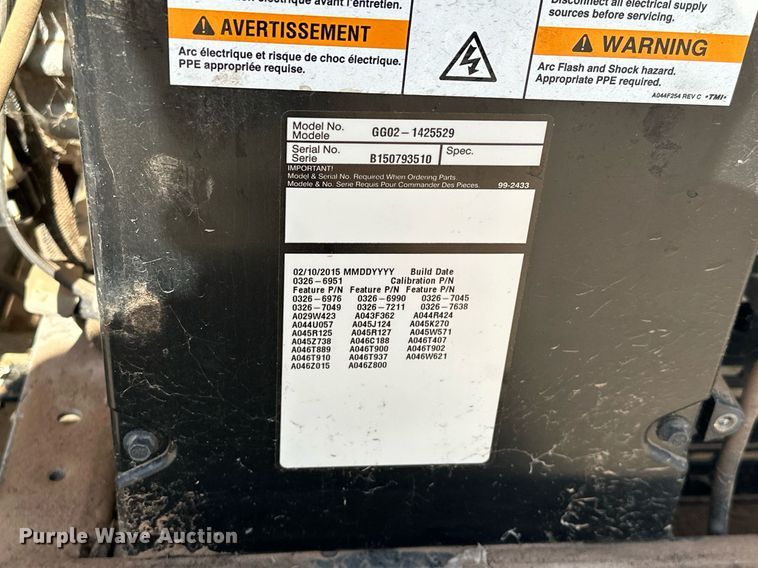 électrique avant l'entretien.
AVERTISSEMENT
Arc électrique et risque de choc électrique.
PPE appropriée requise.
Disconnect all electrical supply
sources before servicing.
WARNING
Arc Flash and Shock hazard.
Appropriate PPE required.
A044F254 REV C •TMI•
Model No.
Modele GG02-1425529
Serial No.
Serie B150793510 Spec.
IMPORTANT!
Model & Serial No. Required When Ordering Parts.
Modele & No. Serie Requis Pour Commander Des Pieces. 99-2433
02/10/2015 MMDDYYYY Build Date
0326-6951 Calibration P/N
Feature P/N Feature P/N Feature P/N
0326-6976 0326-6990 0326-7045
0326-7049 0326-7211 0326-7638
A029W423 A043F362 A044R424
A044U057 A045J124 A045K270
A045R125 A045R127 A045W571
A045Z738 A046C188 A046T407
A046T889 A046T900 A046T902
A046T910 A046T937 A046W621
A046Z015 A046Z800
Purple Wave Auction